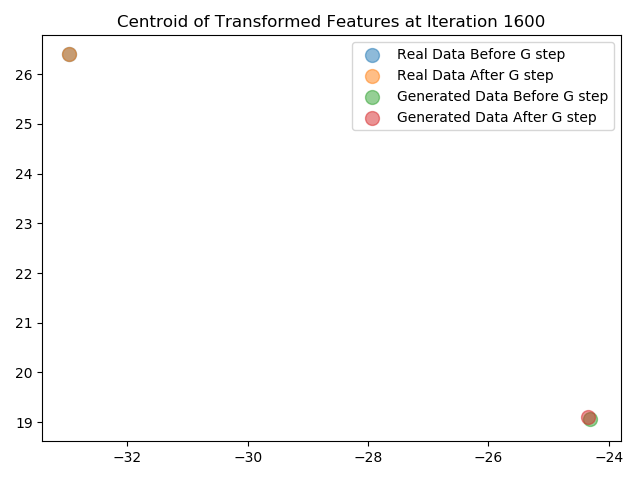 Centroid of Transformed Features at Iteration 1600
Real Data Before G step
Real Data After G step
Generated Data Before G step
Generated Data After G step
26
25
24
23
22
21
20
19
−32
−30
−28
−26
−24